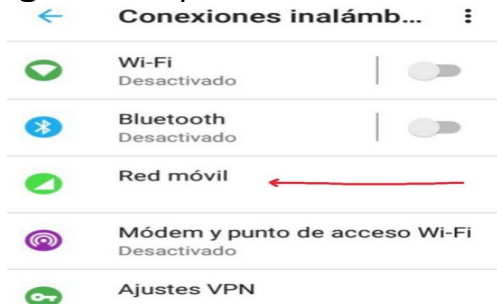 Conexiones inalámb...
Wi-Fi
Desactivado
Bluetooth
Desactivado
Red móvil
Módem y punto de acceso Wi-Fi
Desactivado
Ajustes VPN